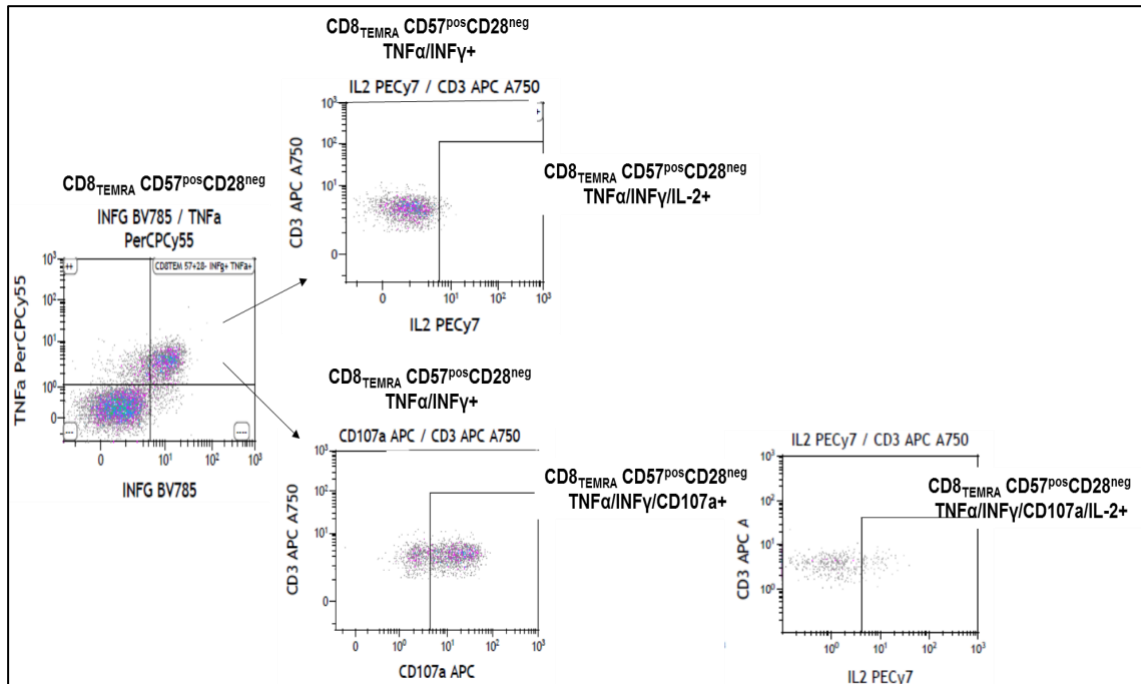 CD8TEMRA CD57posCD28neg
TNFα/INFγ+
IL2 PECy7 / CD3 APC A750
10³
10²
10¹
0
CD3 APC A750
0
10¹
10²
10³
IL2 PECy7
CD8TEMRA CD57posCD28neg
TNFα/INFγ/IL-2+
CD8TEMRA CD57posCD28neg
INFG BV785 / TNFa
PerCPCy55
++
CD8TEM 57+28- INFg+ TNFa+
10³
10²
10¹
10⁰
0
TNFa PerCPCy55
0
10¹
10²
10³
INFG BV785
CD8TEMRA CD57posCD28neg
TNFα/INFγ+
CD107a APC / CD3 APC A750
10³
10²
10¹
0
CD3 APC A750
0
10⁰
10¹
10²
10³
CD107a APC
CD8TEMRA CD57posCD28neg
TNFα/INFγ/CD107a+
IL2 PECy7 / CD3 APC A750
10³
10²
10¹
10⁰
CD3 APC A
10⁰
10¹
10²
10³
IL2 PECy7
CD8TEMRA CD57posCD28neg
TNFα/INFγ/CD107a/IL-2+